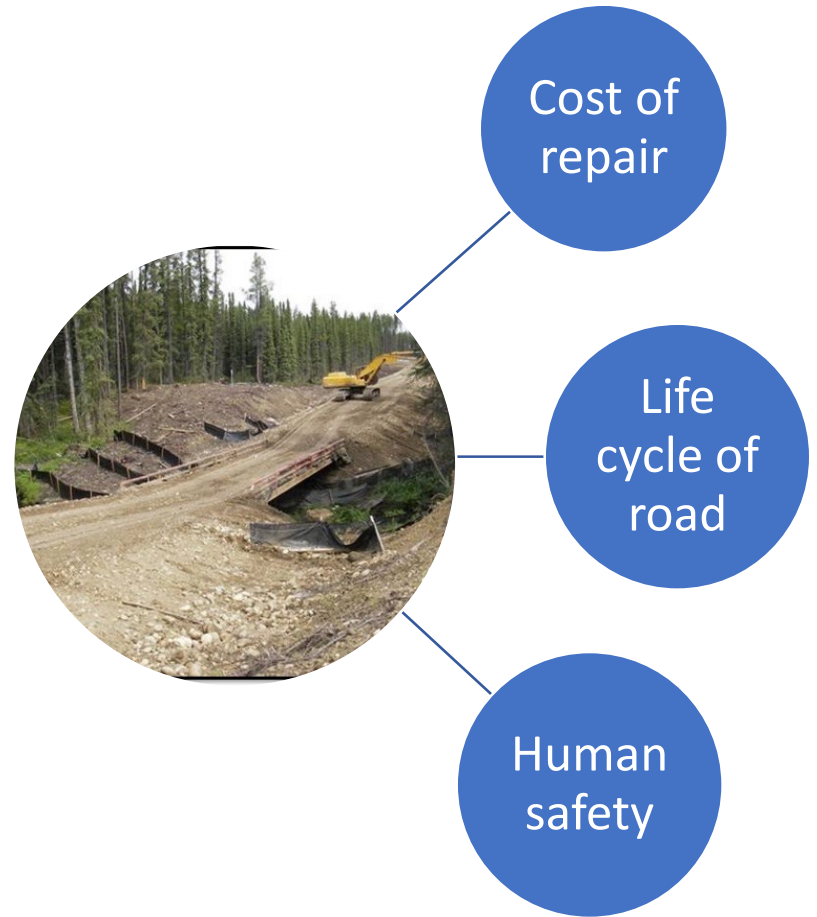 Cost of
repair
Life
cycle of
road
Human
safety